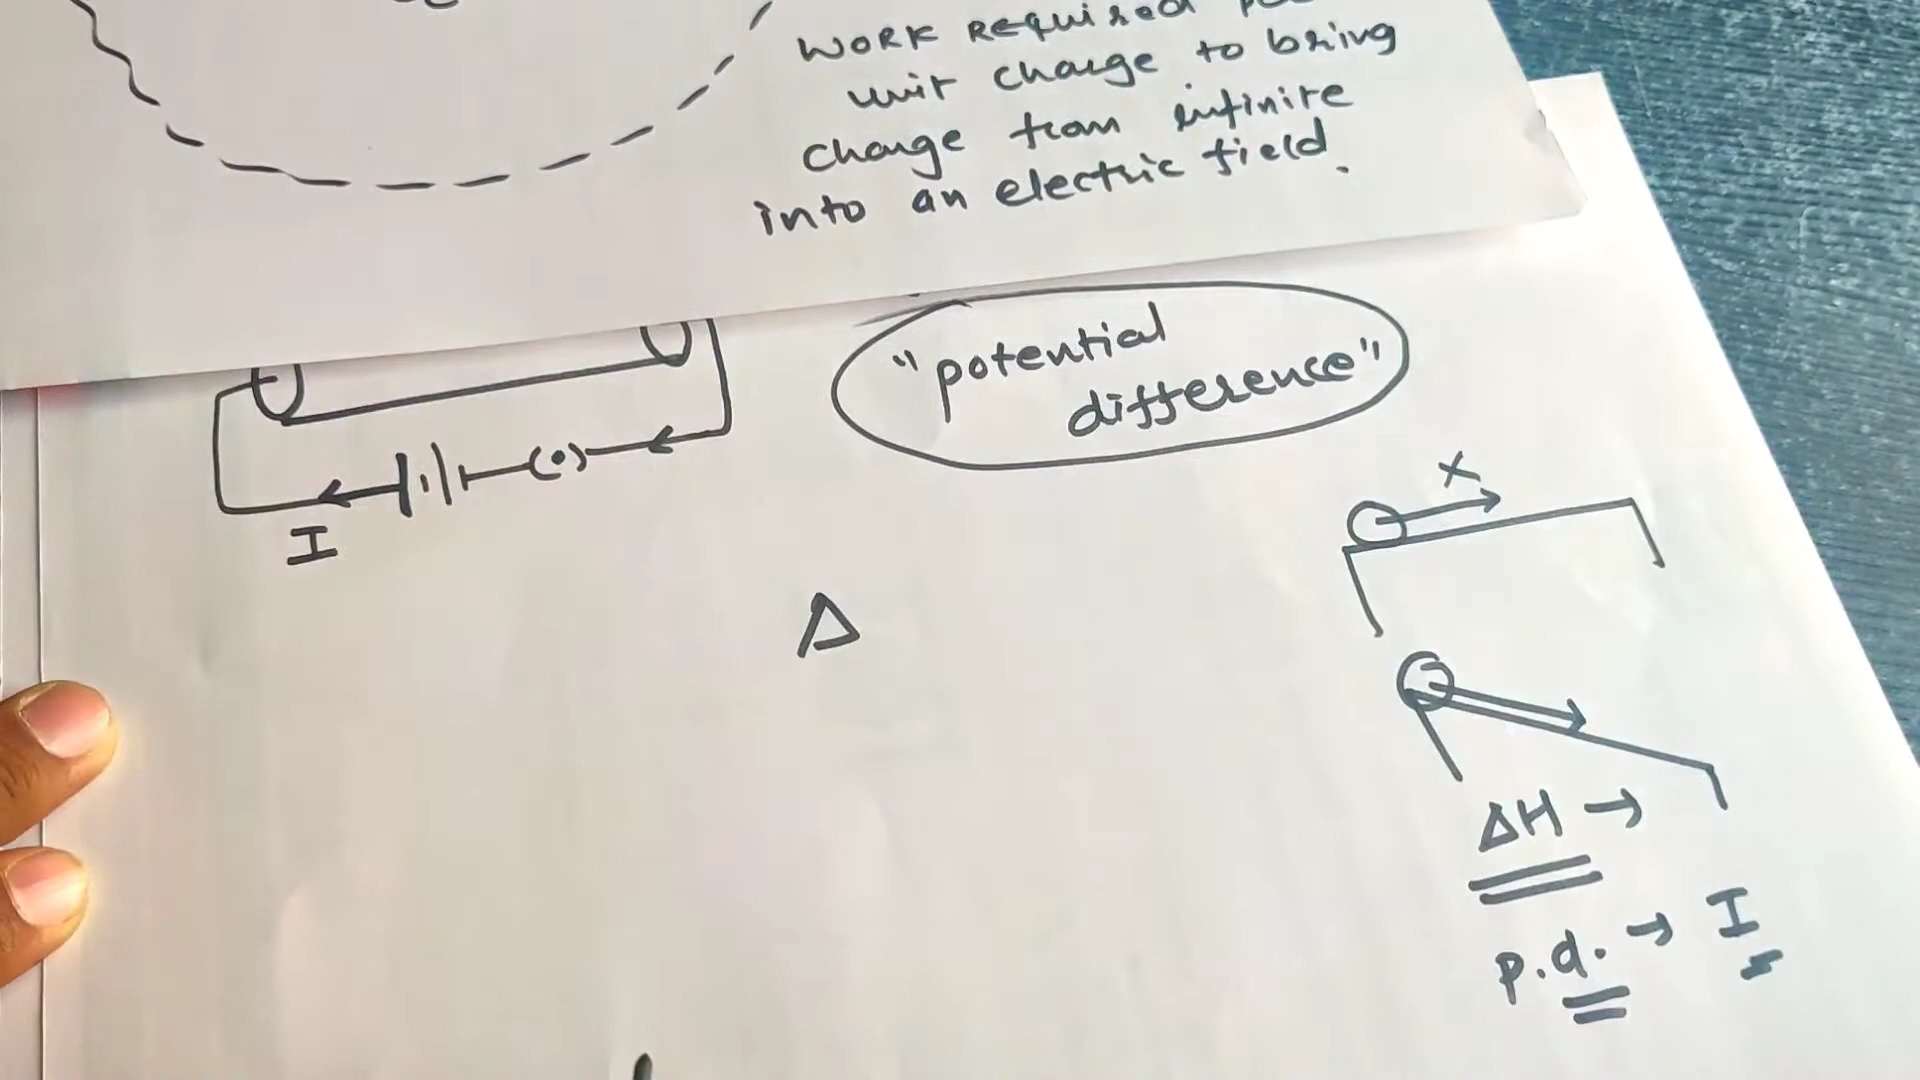 WORK required
unit charge to bring
charge from infinite
into an electric field.
"potential
difference"
I
X
Δ
ΔH →
p.d. → I